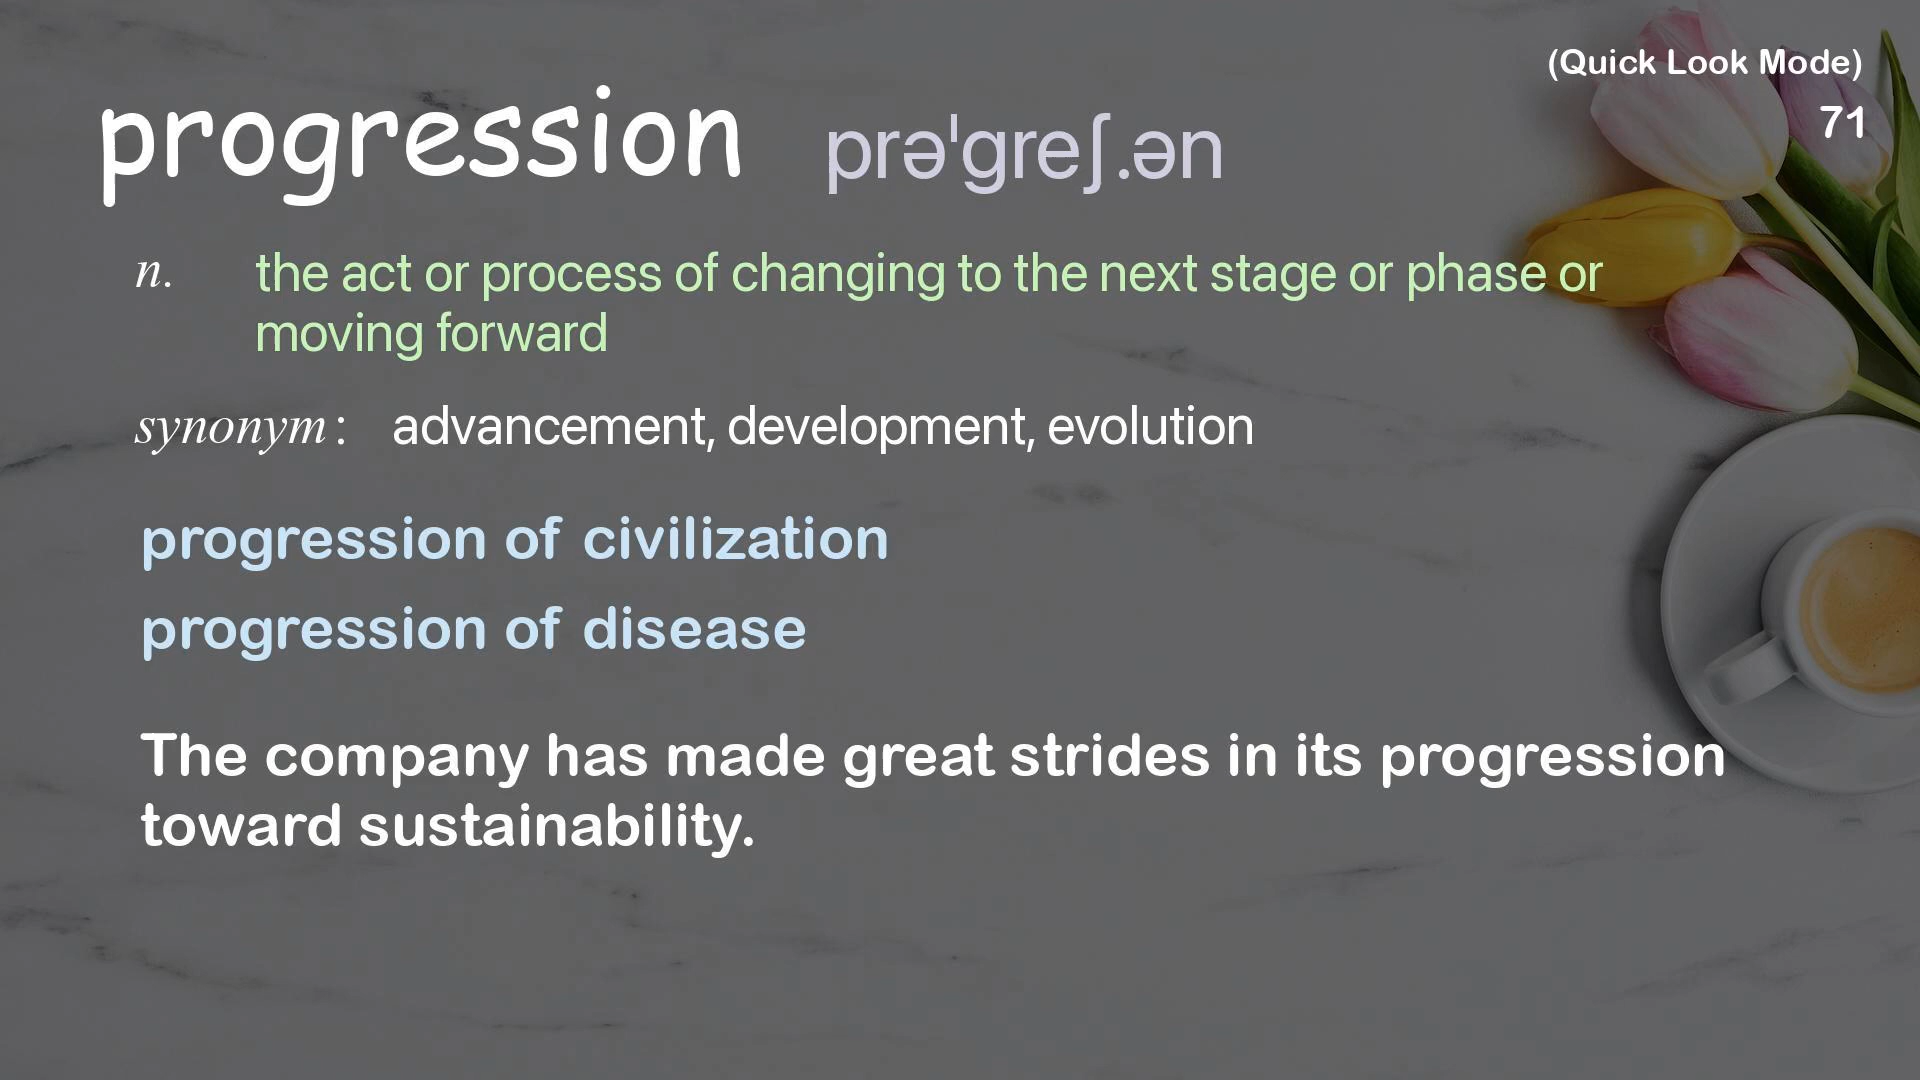 (Quick Look Mode)
71
progression prəˈɡreʃ.ən
n. the act or process of changing to the next stage or phase or
moving forward
synonym : advancement, development, evolution
progression of civilization
progression of disease
The company has made great strides in its progression
toward sustainability.